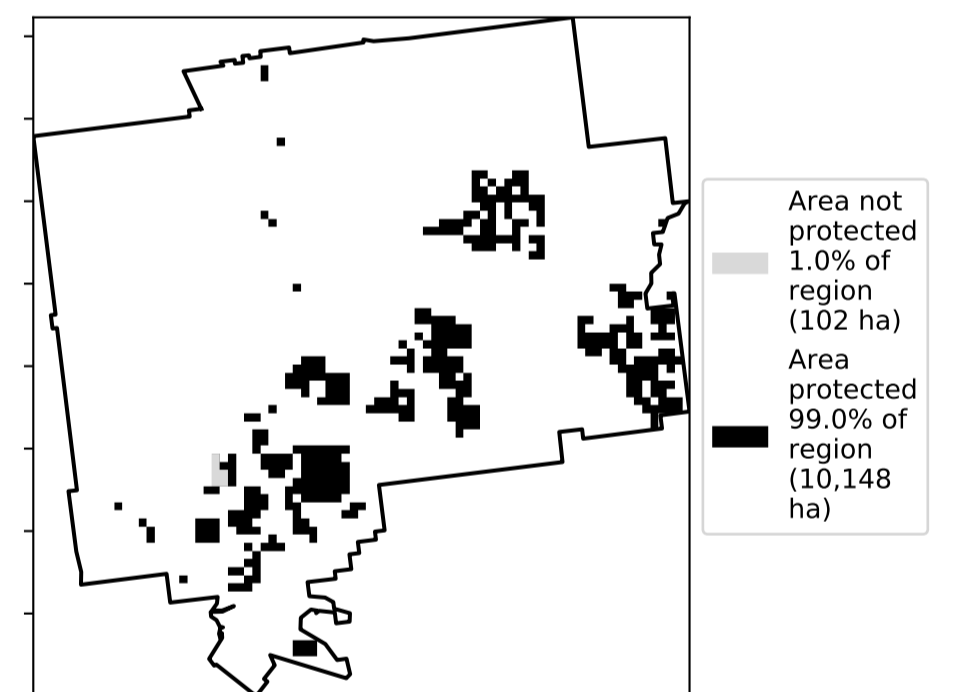 Area not
protected
1.0% of
region
(102 ha)
Area
protected
99.0% of
region
(10,148
ha)